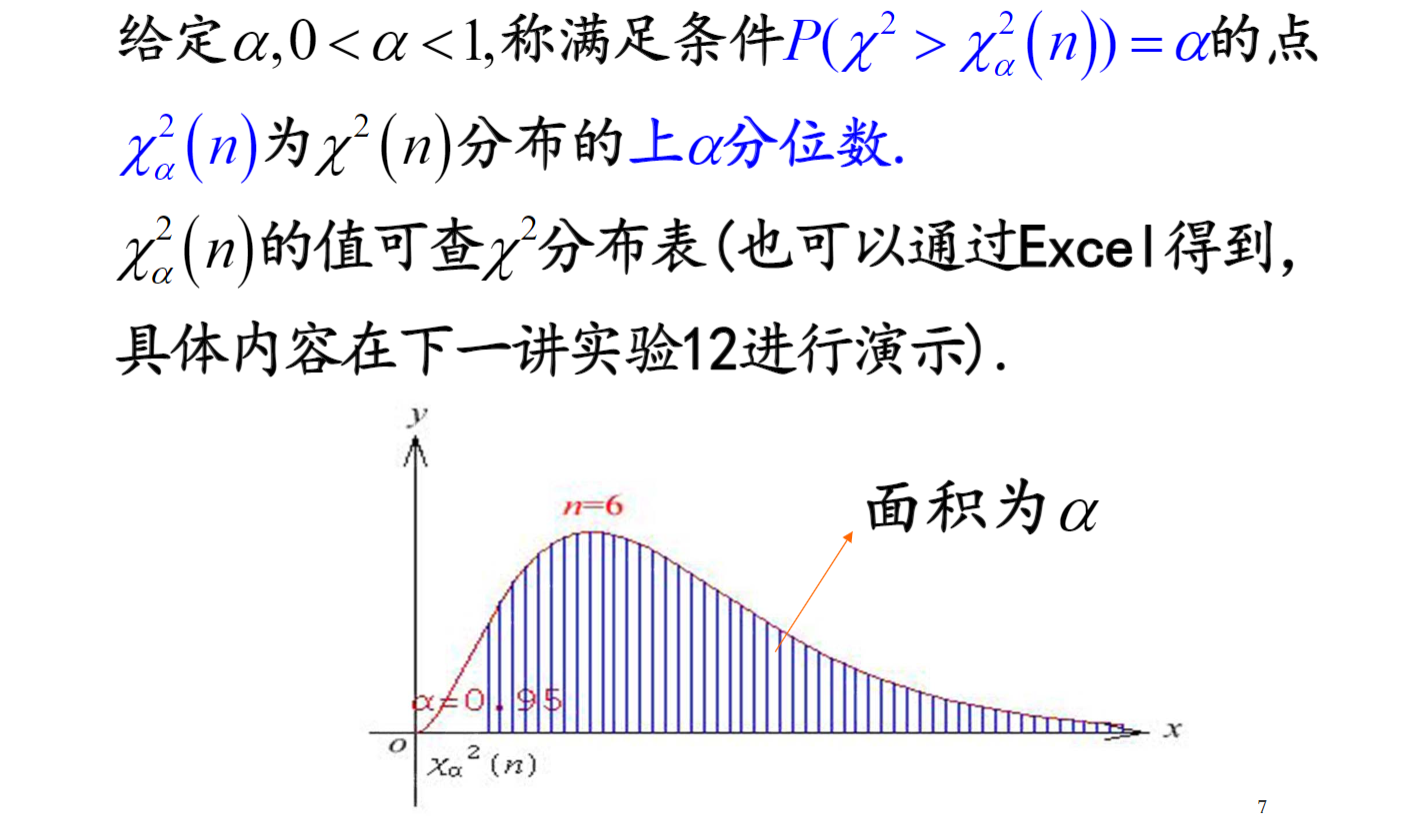 给定α,0<α<1,称满足条件P(χ²>χ²_α(n))=α的点
χ²_α(n)为χ²(n)分布的上α分位数.
χ²_α(n)的值可查χ²分布表(也可以通过Excel得到,
具体内容在下一讲实验12进行演示).
y
n=6
面积为α
α=0.95
o
x
χα²(n)
7